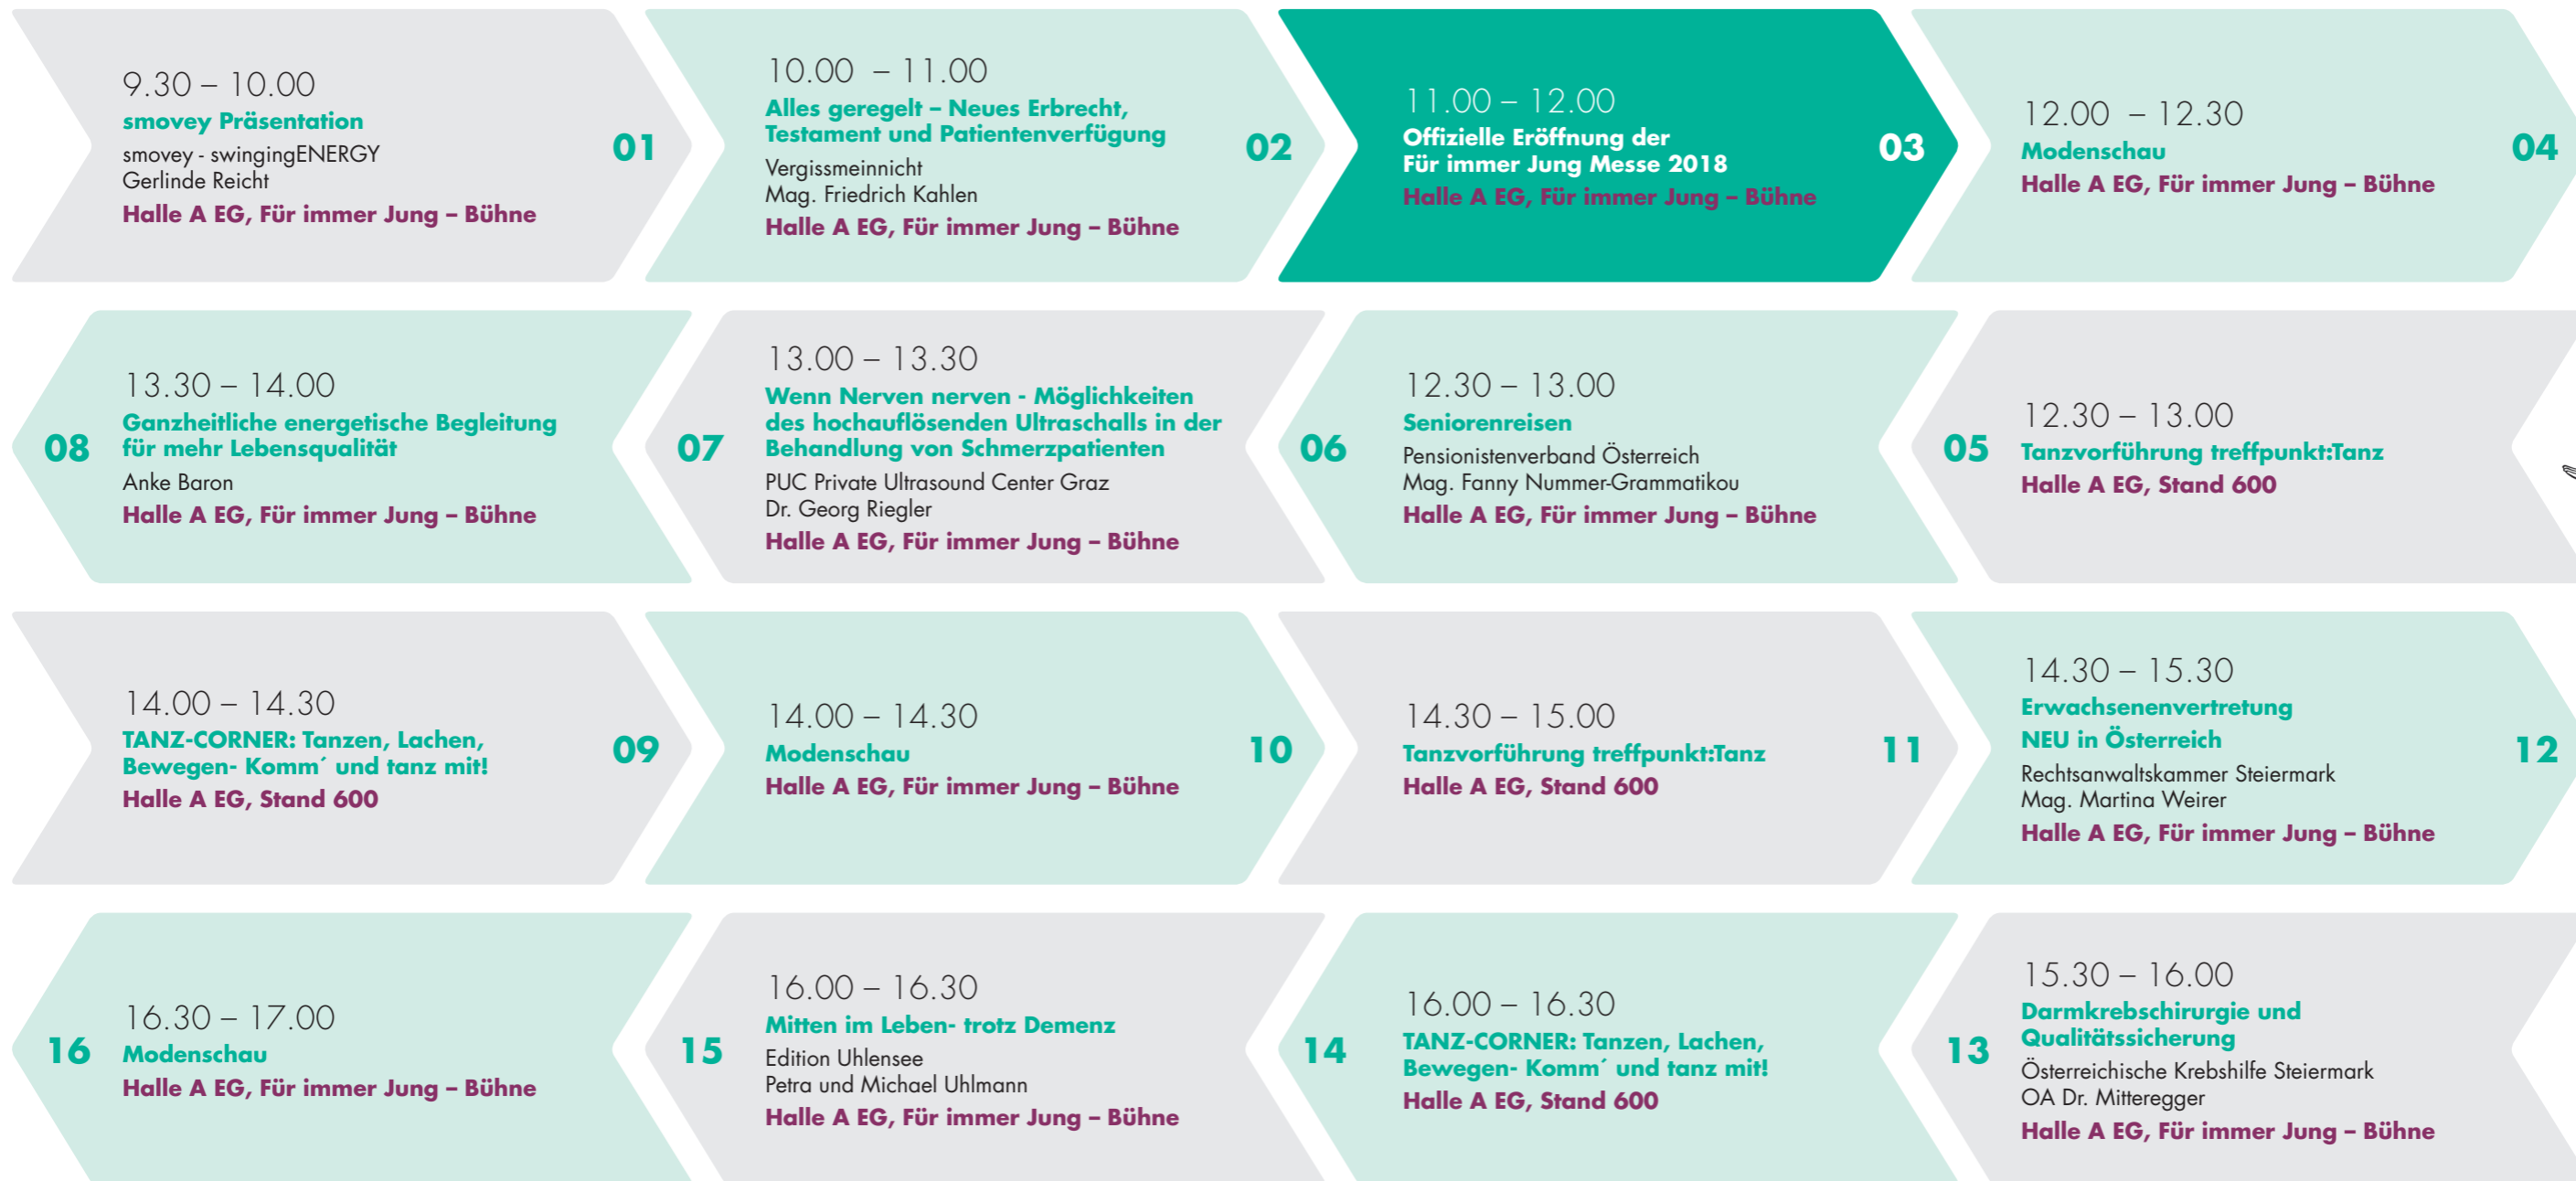 9.30 – 10.00
smovey Präsentation
smovey - swingingENERGY
Gerlinde Reicht
Halle A EG, Für immer Jung – Bühne
01
10.00 – 11.00
Alles geregelt – Neues Erbrecht,
Testament und Patientenverfügung
Vergissmeinnicht
Mag. Friedrich Kahlen
Halle A EG, Für immer Jung – Bühne
02
11.00 – 12.00
Offizielle Eröffnung der
Für immer Jung Messe 2018
Halle A EG, Für immer Jung – Bühne
03
12.00 – 12.30
Modenschau
Halle A EG, Für immer Jung – Bühne
04
12.30 – 13.00
Tanzvorführung treffpunkt:Tanz
Halle A EG, Stand 600
05
12.30 – 13.00
Seniorenreisen
Pensionistenverband Österreich
Mag. Fanny Nummer-Grammatikou
Halle A EG, Für immer Jung – Bühne
06
13.00 – 13.30
Wenn Nerven nerven - Möglichkeiten
des hochauflösenden Ultraschalls in der
Behandlung von Schmerzpatienten
PUC Private Ultrasound Center Graz
Dr. Georg Riegler
Halle A EG, Für immer Jung – Bühne
07
13.30 – 14.00
Ganzheitliche energetische Begleitung
für mehr Lebensqualität
Anke Baron
Halle A EG, Für immer Jung – Bühne
08
14.00 – 14.30
TANZ-CORNER: Tanzen, Lachen,
Bewegen- Komm´ und tanz mit!
Halle A EG, Stand 600
09
14.00 – 14.30
Modenschau
Halle A EG, Für immer Jung – Bühne
10
14.30 – 15.00
Tanzvorführung treffpunkt:Tanz
Halle A EG, Stand 600
11
14.30 – 15.30
Erwachsenenvertretung
NEU in Österreich
Rechtsanwaltskammer Steiermark
Mag. Martina Weirer
Halle A EG, Für immer Jung – Bühne
12
15.30 – 16.00
Darmkrebschirurgie und
Qualitätssicherung
Österreichische Krebshilfe Steiermark
OA Dr. Mitteregger
Halle A EG, Für immer Jung – Bühne
13
16.00 – 16.30
TANZ-CORNER: Tanzen, Lachen,
Bewegen- Komm´ und tanz mit!
Halle A EG, Stand 600
14
16.00 – 16.30
Mitten im Leben- trotz Demenz
Edition Uhlensee
Petra und Michael Uhlmann
Halle A EG, Für immer Jung – Bühne
15
16.30 – 17.00
Modenschau
Halle A EG, Für immer Jung – Bühne
16